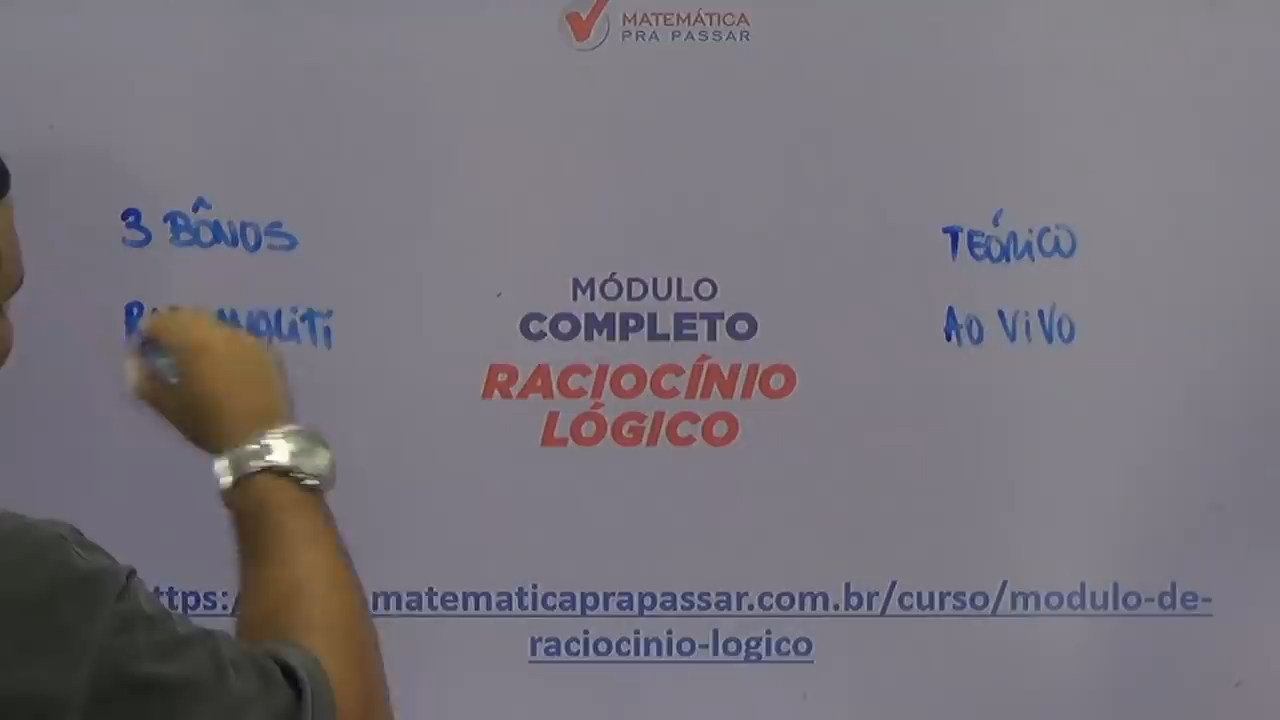 MATEMÁTICA
PRA PASSAR
3 BÔNUS
TEÓRICO
AO VIVO
MÓDULO
COMPLETO
RACIOCÍNIO
LÓGICO
matematicaprapassar.com.br/curso/modulo-de-
raciocinio-logico